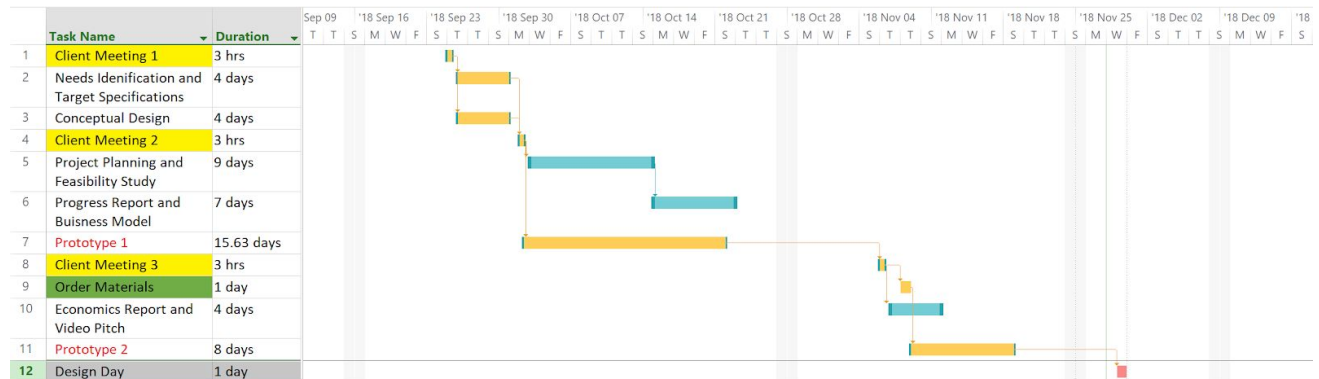 Sep 09 '18 Sep 16 '18 Sep 23 '18 Sep 30 '18 Oct 07 '18 Oct 14 '18 Oct 21 '18 Oct 28 '18 Nov 04 '18 Nov 11 '18 Nov 18 '18 Nov 25 '18 Dec 02 '18 Dec 09 '18
Task Name Duration T T S M W F S T T S M W F S T T S M W F S T T S M W F S T T S M W F S T T S M W F S T T S M W F S
1 Client Meeting 1 3 hrs
2 Needs Idenification and 4 days
Target Specifications
3 Conceptual Design 4 days
4 Client Meeting 2 3 hrs
5 Project Planning and 9 days
Feasibility Study
6 Progress Report and 7 days
Buisness Model
7 Prototype 1 15.63 days
8 Client Meeting 3 3 hrs
9 Order Materials 1 day
10 Economics Report and 4 days
Video Pitch
11 Prototype 2 8 days
12 Design Day 1 day